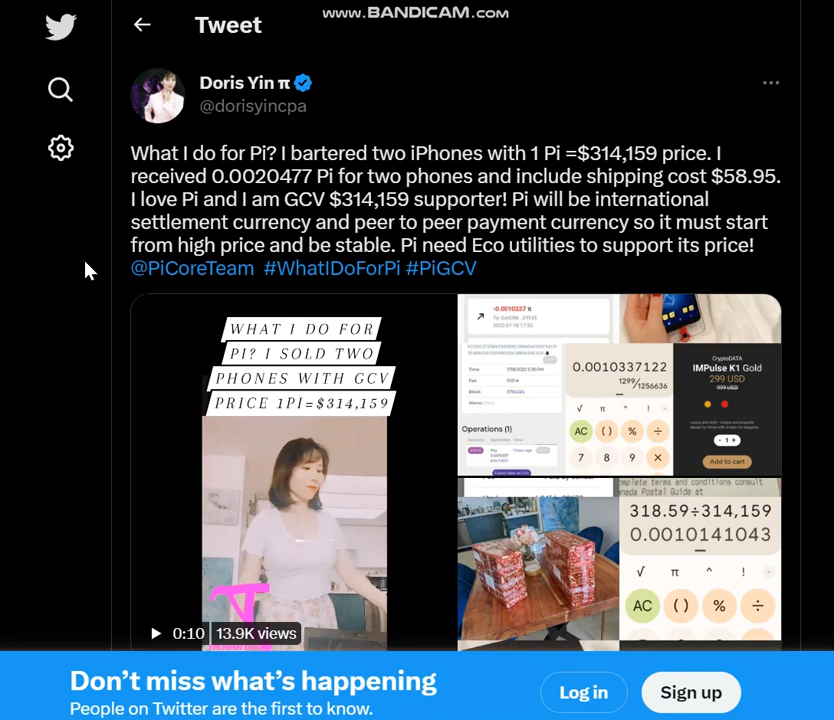 WWW.BANDICAM.COM
Tweet
Doris Yin π
@dorisyincpa
What I do for Pi? I bartered two iPhones with 1 Pi =$314,159 price. I
received 0.0020477 Pi for two phones and include shipping cost $58.95.
I love Pi and I am GCV $314,159 supporter! Pi will be international
settlement currency and peer to peer payment currency so it must start
from high price and be stable. Pi need Eco utilities to support its price!
@PiCoreTeam #WhatIDoForPi #PiGCV
WHAT I DO FOR
PI? I SOLD TWO
PHONES WITH GCV
PRICE 1PI=$314,159
0:10 13.9K views
-0.0010337 π
Operations (1)
0.0010337122
1299/1256636
√ π ^ !
AC ( ) % ÷
7 8 9 ×
CryptoDATA
IMPulse K1 Gold
299 USD
999 USD
- 1 +
Add to cart
318.59÷314,159
0.0010141043
√ π ^ !
AC ( ) % ÷
Don’t miss what’s happening
People on Twitter are the first to know.
Log in
Sign up